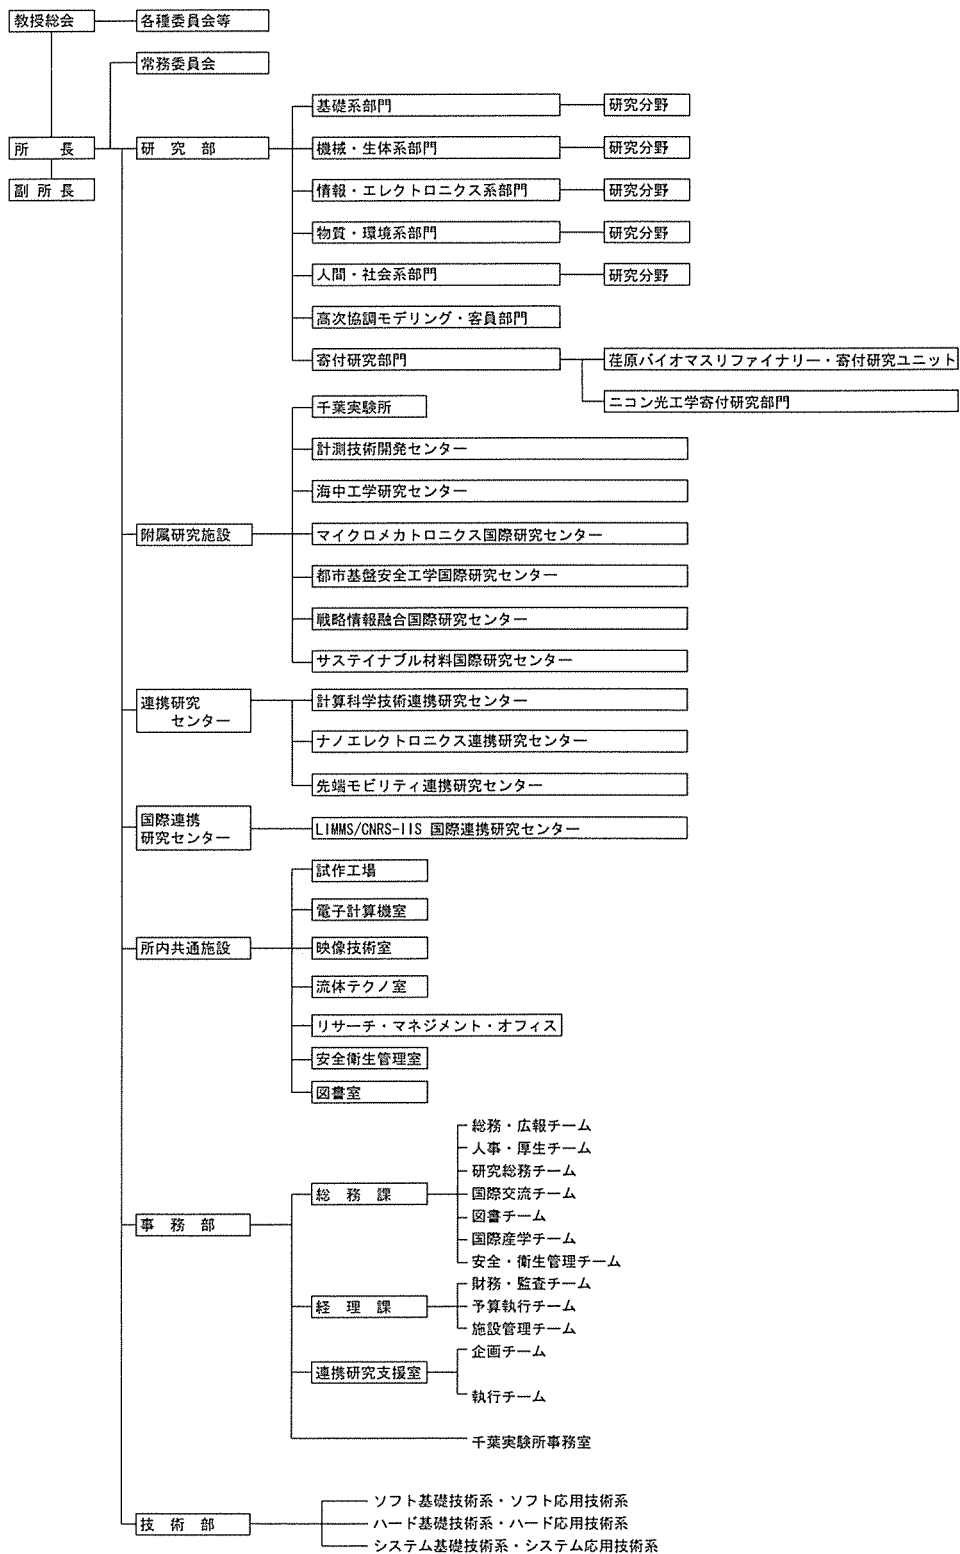 教授総会
各種委員会等
常務委員会
所　長
副所長
研　究　部
基礎系部門
研究分野
機械・生体系部門
研究分野
情報・エレクトロニクス系部門
研究分野
物質・環境系部門
研究分野
人間・社会系部門
研究分野
高次協調モデリング・客員部門
寄付研究部門
荏原バイオマスリファイナリー・寄付研究ユニット
ニコン光工学寄付研究部門
附属研究施設
千葉実験所
計測技術開発センター
海中工学研究センター
マイクロメカトロニクス国際研究センター
都市基盤安全工学国際研究センター
戦略情報融合国際研究センター
サステイナブル材料国際研究センター
連携研究
センター
計算科学技術連携研究センター
ナノエレクトロニクス連携研究センター
先端モビリティ連携研究センター
国際連携
研究センター
LIMMS/CNRS-IIS 国際連携研究センター
所内共通施設
試作工場
電子計算機室
映像技術室
流体テクノ室
リサーチ・マネジメント・オフィス
安全衛生管理室
図書室
事　務　部
総　務　課
総務・広報チーム
人事・厚生チーム
研究総務チーム
国際交流チーム
図書チーム
国際産学チーム
安全・衛生管理チーム
経　理　課
財務・監査チーム
予算執行チーム
施設管理チーム
連携研究支援室
企画チーム
執行チーム
千葉実験所事務室
技　術　部
ソフト基礎技術系・ソフト応用技術系
ハード基礎技術系・ハード応用技術系
システム基礎技術系・システム応用技術系